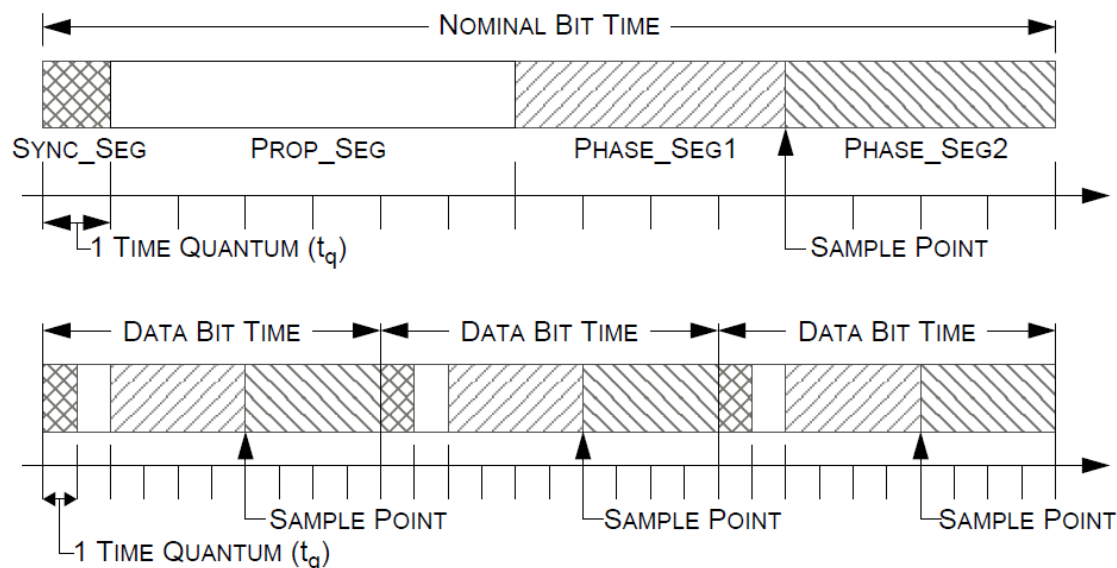 NOMINAL BIT TIME
SYNC_SEG PROP_SEG PHASE_SEG1 PHASE_SEG2
1 TIME QUANTUM (tq) SAMPLE POINT
DATA BIT TIME DATA BIT TIME DATA BIT TIME
SAMPLE POINT SAMPLE POINT SAMPLE POINT
1 TIME QUANTUM (tq)